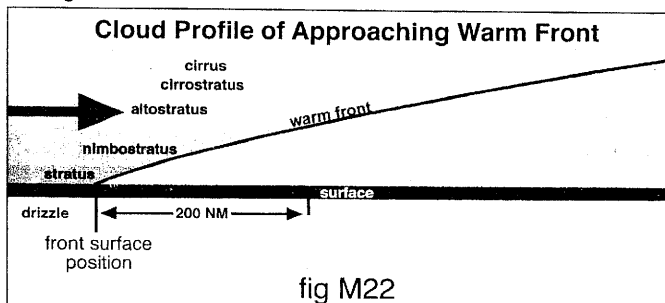 Cloud Profile of Approaching Warm Front
cirrus
cirrostratus
altostratus
warm front
nimbostratus
stratus
surface
drizzle
200 NM
front surface
position
fig M22